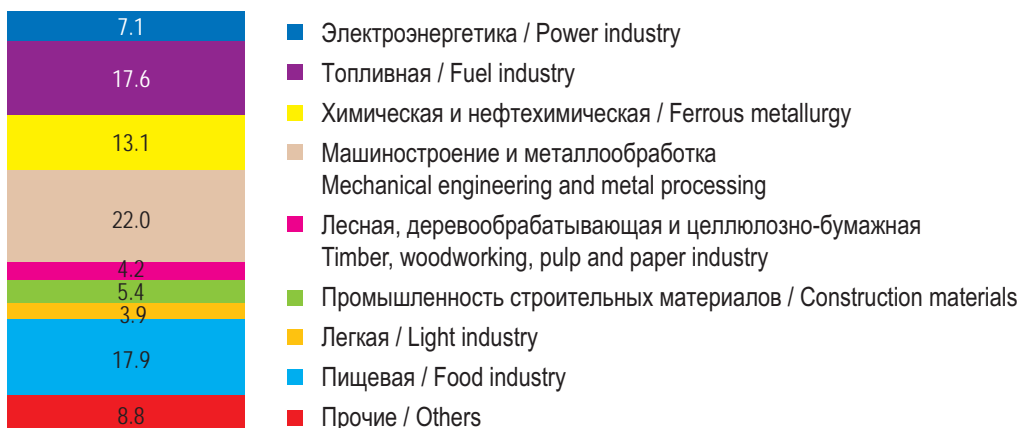 7.1
17.6
13.1
22.0
4.2
5.4
3.9
17.9
8.8
Электроэнергетика / Power industry
Топливная / Fuel industry
Химическая и нефтехимическая / Ferrous metallurgy
Машиностроение и металлообработка
Mechanical engineering and metal processing
Лесная, деревообрабатывающая и целлюлозно-бумажная
Timber, woodworking, pulp and paper industry
Промышленность строительных материалов / Construction materials
Легкая / Light industry
Пищевая / Food industry
Прочие / Others